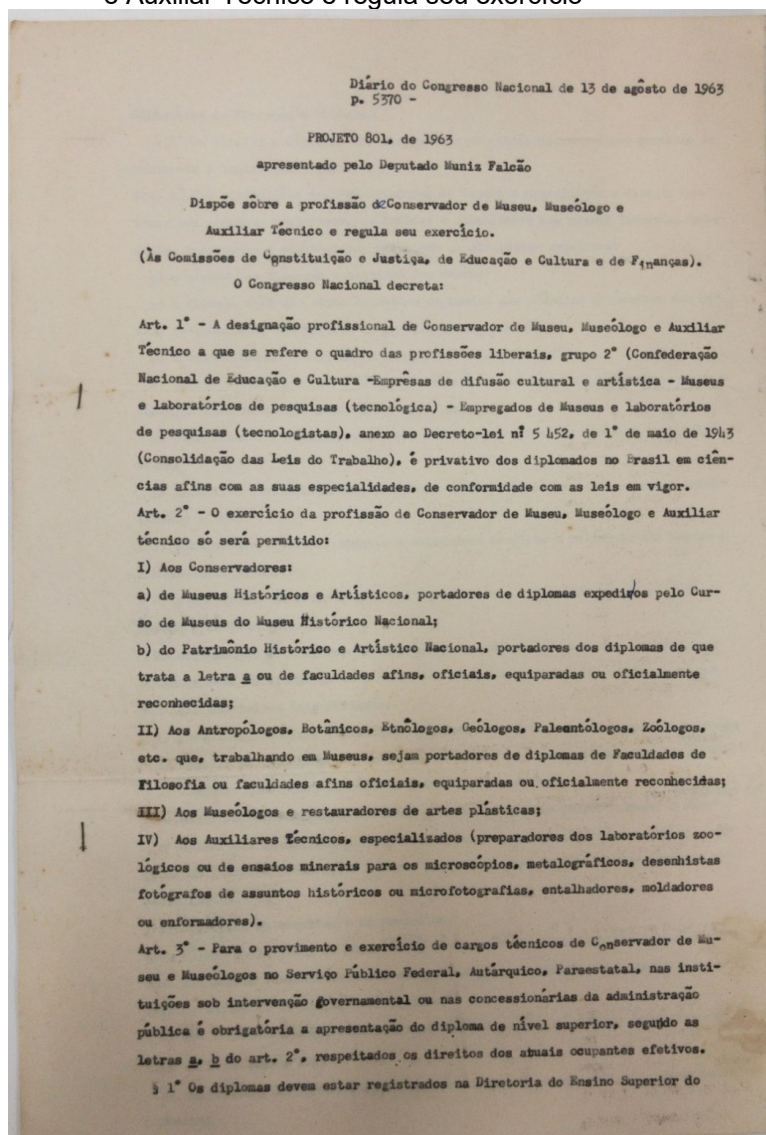 e Auxiliar Técnico e regula seu exercício
Diário do Congresso Nacional de 13 de agôsto de 1963
p. 5370 -
PROJETO 801, de 1963
apresentado pelo Deputado Muniz Falcão
Dispõe sôbre a profissão de Conservador de Museu, Museólogo e
Auxiliar Técnico e regula seu exercício.
(Às Comissões de Constituição e Justiça, de Educação e Cultura e de Finanças).
O Congresso Nacional decreta:
Art. 1° - A designação profissional de Conservador de Museu, Museólogo e Auxiliar
Técnico a que se refere o quadro das profissões liberais, grupo 2° (Confederação
Nacional de Educação e Cultura -Emprêsas de difusão cultural e artística - Museus
e laboratórios de pesquisas (tecnológica) - Empregados de Museus e laboratórios
de pesquisas (tecnologistas), anexo ao Decreto-lei nº 5 452, de 1° de maio de 1943
(Consolidação das Leis do Trabalho), é privativo dos diplomados no Brasil em ciên-
cias afins com as suas especialidades, de conformidade com as leis em vigor.
Art. 2° - O exercício da profissão de Conservador de Museu, Museólogo e Auxiliar
técnico só será permitido:
I) Aos Conservadores:
a) de Museus Históricos e Artísticos, portadores de diplomas expedidos pelo Cur-
so de Museus do Museu Histórico Nacional;
b) do Patrimônio Histórico e Artístico Nacional, portadores dos diplomas de que
trata a letra a ou de faculdades afins, oficiais, equiparadas ou oficialmente
reconhecidas;
II) Aos Antropólogos, Botânicos, Etnólogos, Geólogos, Paleontólogos, Zoólogos,
etc. que, trabalhando em Museus, sejam portadores de diplomas de Faculdades de
Filosofia ou faculdades afins oficiais, equiparadas ou oficialmente reconhecidas;
III) Aos Museólogos e restauradores de artes plásticas;
IV) Aos Auxiliares Técnicos, especializados (preparadores dos laboratórios zoo-
lógicos ou de ensaios minerais para os microscópios, metalográficos, desenhistas
fotógrafos de assuntos históricos ou microfotografias, entalhadores, moldadores
ou enformadores).
Art. 3° - Para o provimento e exercício de cargos técnicos de Conservador de Mu-
seu e Museólogos no Serviço Público Federal, Autárquico, Paraestatal, nas insti-
tuições sob intervenção governamental ou nas concessionárias da administração
pública é obrigatória a apresentação do diploma de nível superior, segundo as
letras a, b do art. 2°, respeitados os direitos dos atuais ocupantes efetivos.
§ 1° Os diplomas devem estar registrados na Diretoria do Ensino Superior do